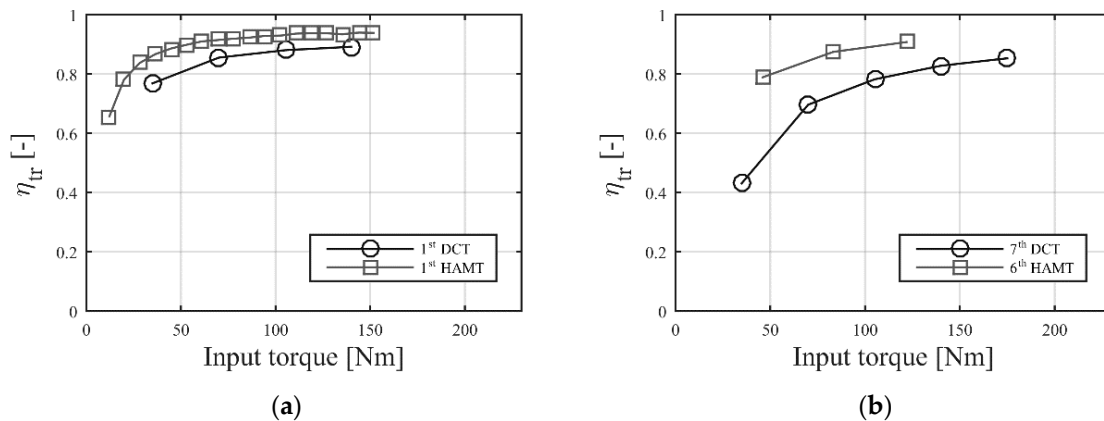 1
0.8
0.6
0.4
0.2
0
η_tr [-]
1st DCT
1st HAMT
0 50 100 150 200
Input torque [Nm]
(a)
1
0.8
0.6
0.4
0.2
0
η_tr [-]
7th DCT
6th HAMT
0 50 100 150 200
Input torque [Nm]
(b)